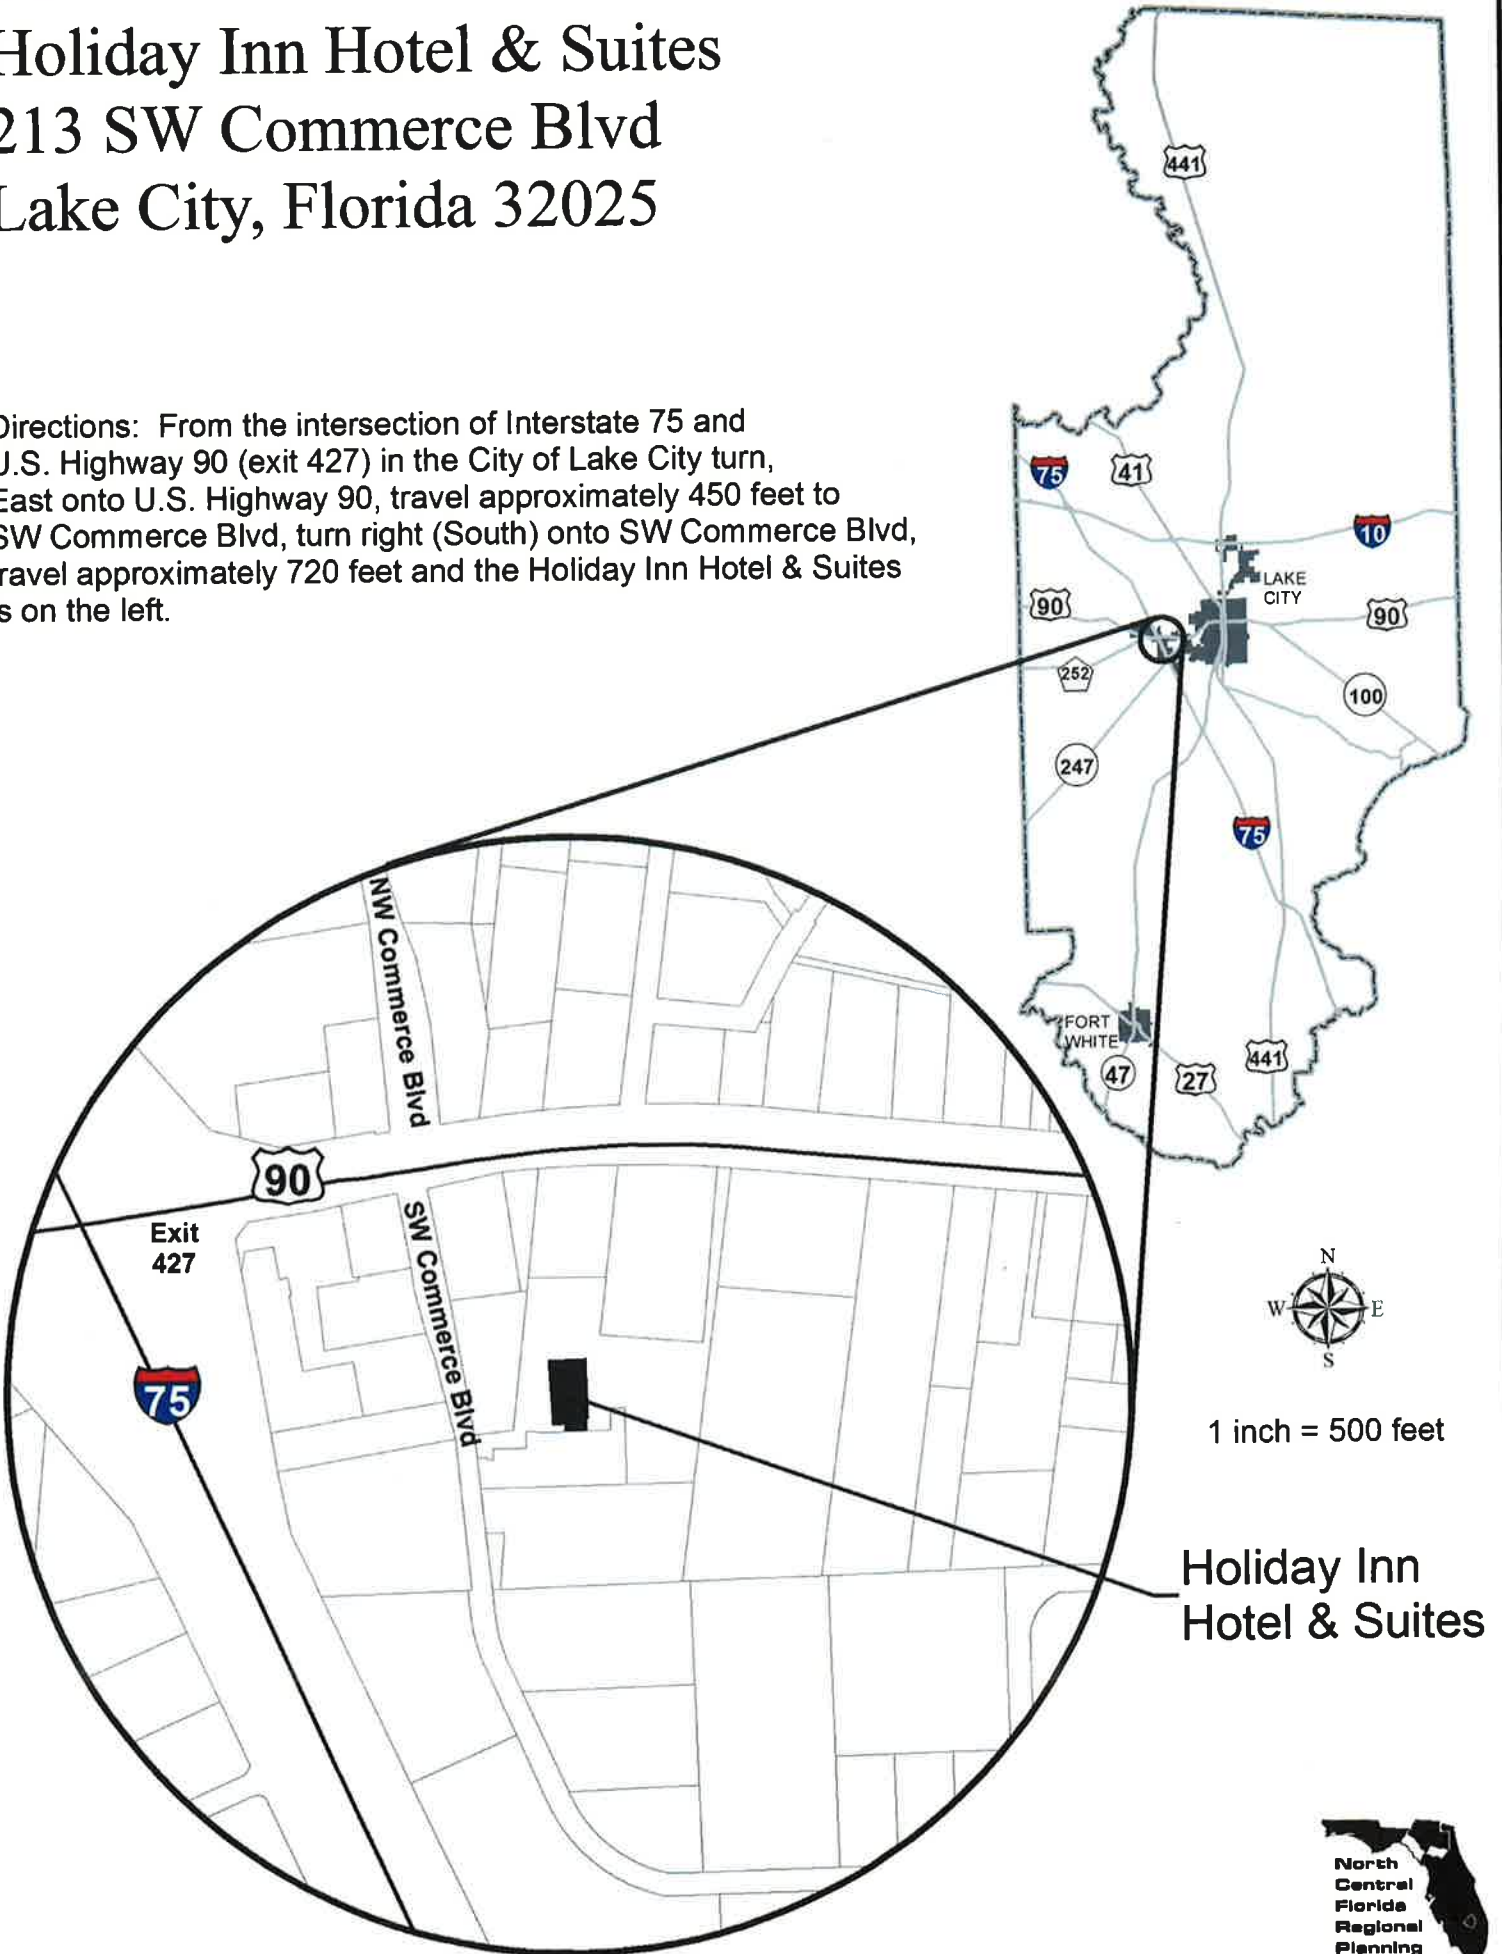 Holiday Inn Hotel & Suites
213 SW Commerce Blvd
Lake City, Florida 32025
Directions: From the intersection of Interstate 75 and
U.S. Highway 90 (exit 427) in the City of Lake City turn,
East onto U.S. Highway 90, travel approximately 450 feet to
SW Commerce Blvd, turn right (South) onto SW Commerce Blvd,
travel approximately 720 feet and the Holiday Inn Hotel & Suites
is on the left.
441
75
41
10
LAKE
CITY
90
90
252
100
247
75
FORT
WHITE
47
27
441
NW Commerce Blvd
90
Exit
427
SW Commerce Blvd
75
N
W
E
S
1 inch = 500 feet
Holiday Inn
Hotel & Suites
North
Central
Florida
Regional
Planning